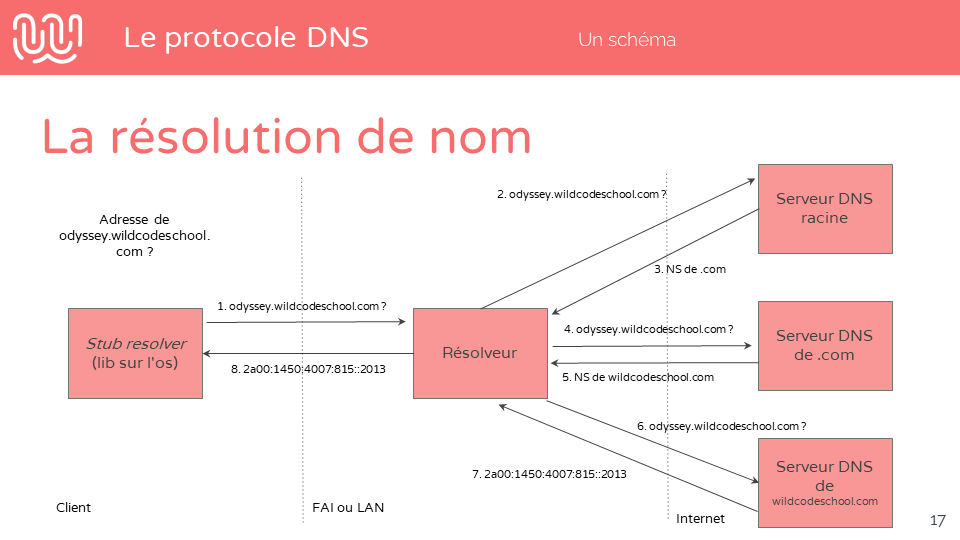 Le protocole DNS
Un schéma
La résolution de nom
Adresse de
odyssey.wildcodeschool.
com ?
1. odyssey.wildcodeschool.com ?
Stub resolver
(lib sur l'os)
8. 2a00:1450:4007:815::2013
Résolveur
2. odyssey.wildcodeschool.com ?
Serveur DNS
racine
3. NS de .com
4. odyssey.wildcodeschool.com ?
Serveur DNS
de .com
5. NS de wildcodeschool.com
6. odyssey.wildcodeschool.com ?
7. 2a00:1450:4007:815::2013
Serveur DNS
de
wildcodeschool.com
Client
FAI ou LAN
Internet
17